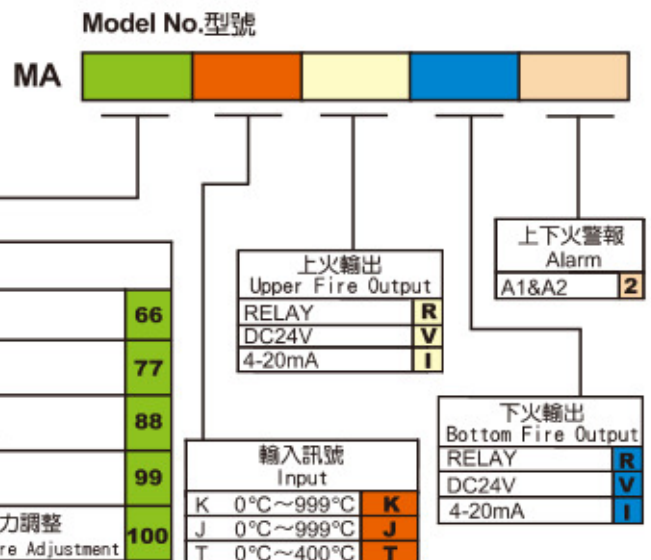 Model No.型號
MA
上下火警報
Alarm
A1&A2 2
上火輸出
Upper Fire Output
RELAY R
DC24V V
4-20mA I
下火輸出
Bottom Fire Output
RELAY R
DC24V V
4-20mA I
66
77
88
99
力調整
Adjustment
100
輸入訊號
Input
K 0°C～999°C K
J 0°C～999°C J
T 0°C～400°C T